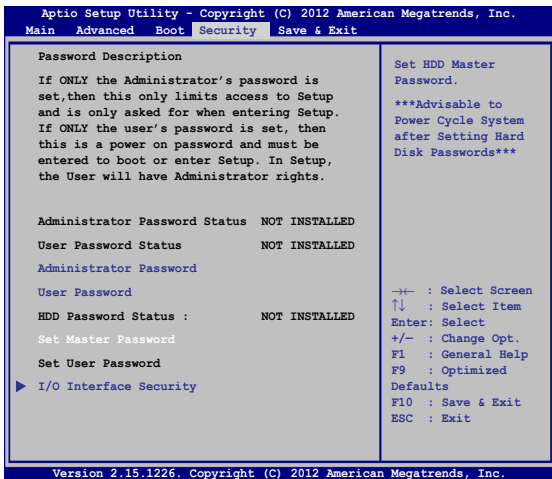 Aptio Setup Utility - Copyright (C) 2012 American Megatrends, Inc.
Main Advanced Boot Security Save & Exit
Password Description
If ONLY the Administrator's password is
set,then this only limits access to Setup
and is only asked for when entering Setup.
If ONLY the user's password is set, then
this is a power on password and must be
entered to boot or enter Setup. In Setup,
the User will have Administrator rights.
Administrator Password Status NOT INSTALLED
User Password Status NOT INSTALLED
Administrator Password
User Password
HDD Password Status : NOT INSTALLED
Set Master Password
Set User Password
I/O Interface Security
Set HDD Master
Password.
***Advisable to
Power Cycle System
after Setting Hard
Disk Passwords***
→← : Select Screen
↑↓ : Select Item
Enter: Select
+/— : Change Opt.
F1 : General Help
F9 : Optimized
Defaults
F10 : Save & Exit
ESC : Exit
Version 2.15.1226. Copyright (C) 2012 American Megatrends, Inc.